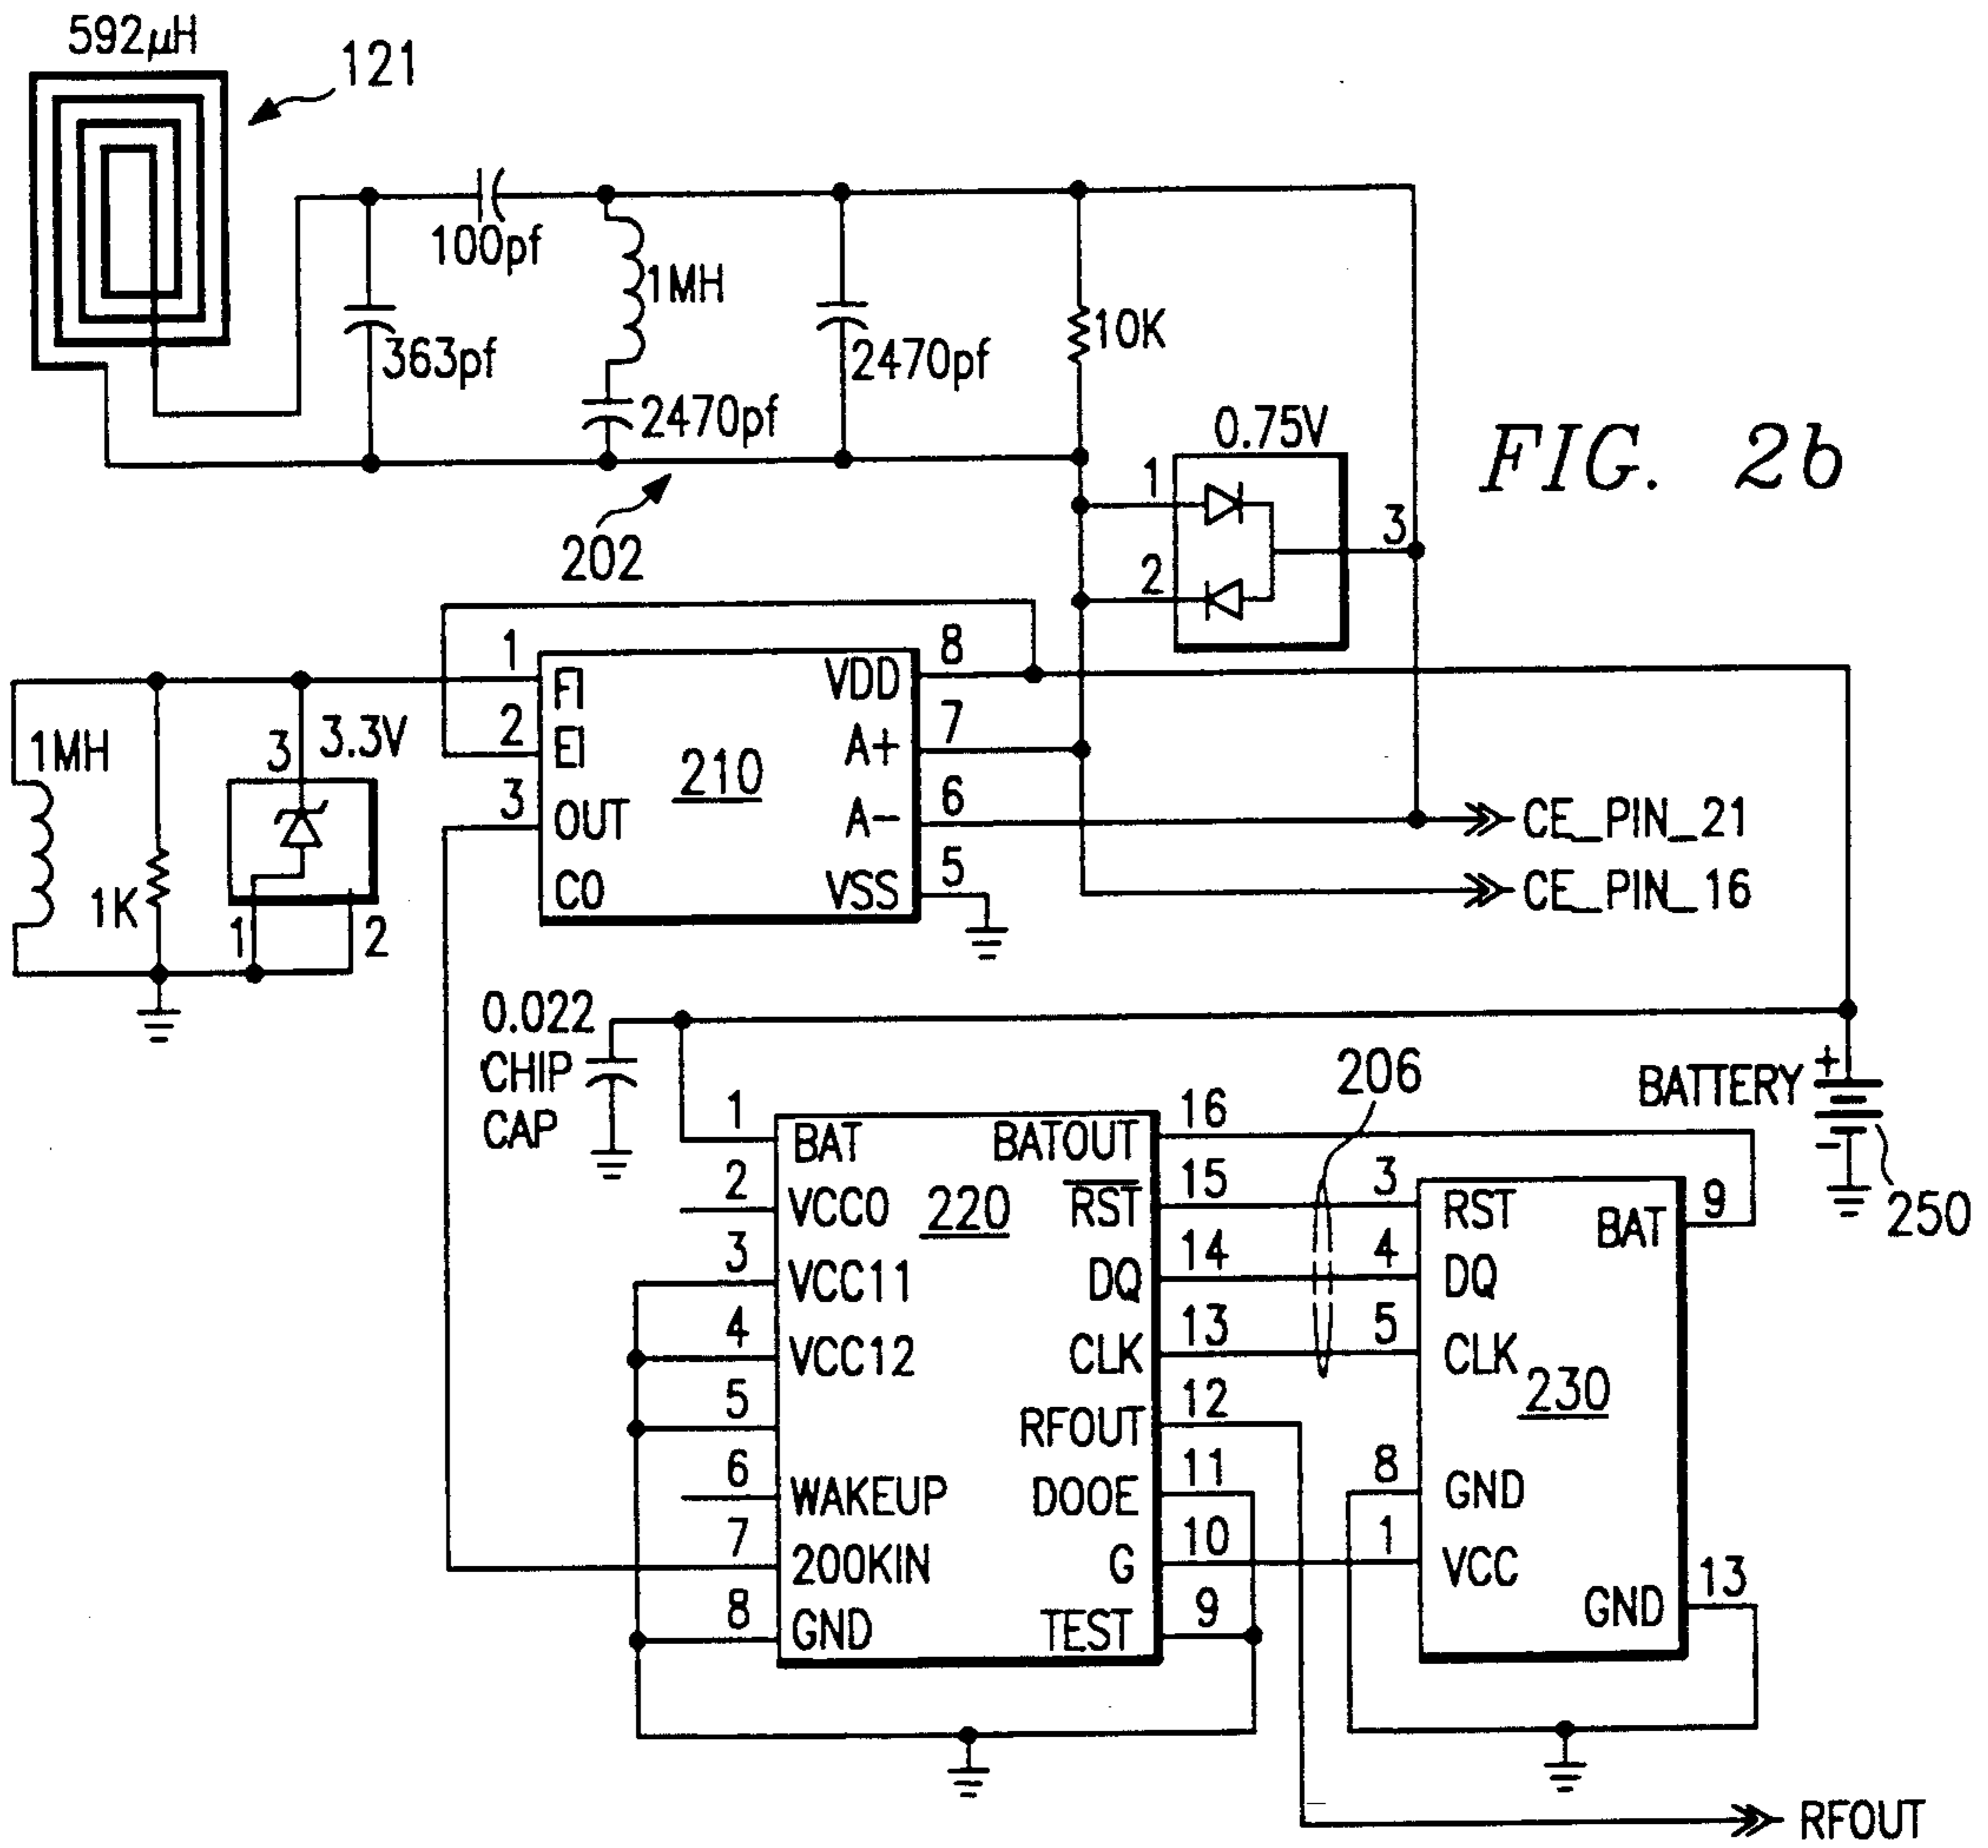 592µH
121
100pf
1MH
363pf
2470pf
2470pf
10K
0.75V
FIG. 2b
1
2
3
202
1
2
3
FI
EI
OUT
CO
210
VDD
A+
A-
VSS
8
7
6
5
1MH
1K
3
3.3V
1
2
CE_PIN_21
CE_PIN_16
0.022
CHIP
CAP
206
BATTERY
+
-
250
1
2
3
4
5
6
7
8
BAT
VCC0
VCC11
VCC12
WAKEUP
200KIN
GND
220
BATOUT
RST
DQ
CLK
RFOUT
DOOE
G
TEST
16
15
14
13
12
11
10
9
3
4
5
8
1
RST
DQ
CLK
GND
VCC
230
BAT
GND
9
13
RFOUT